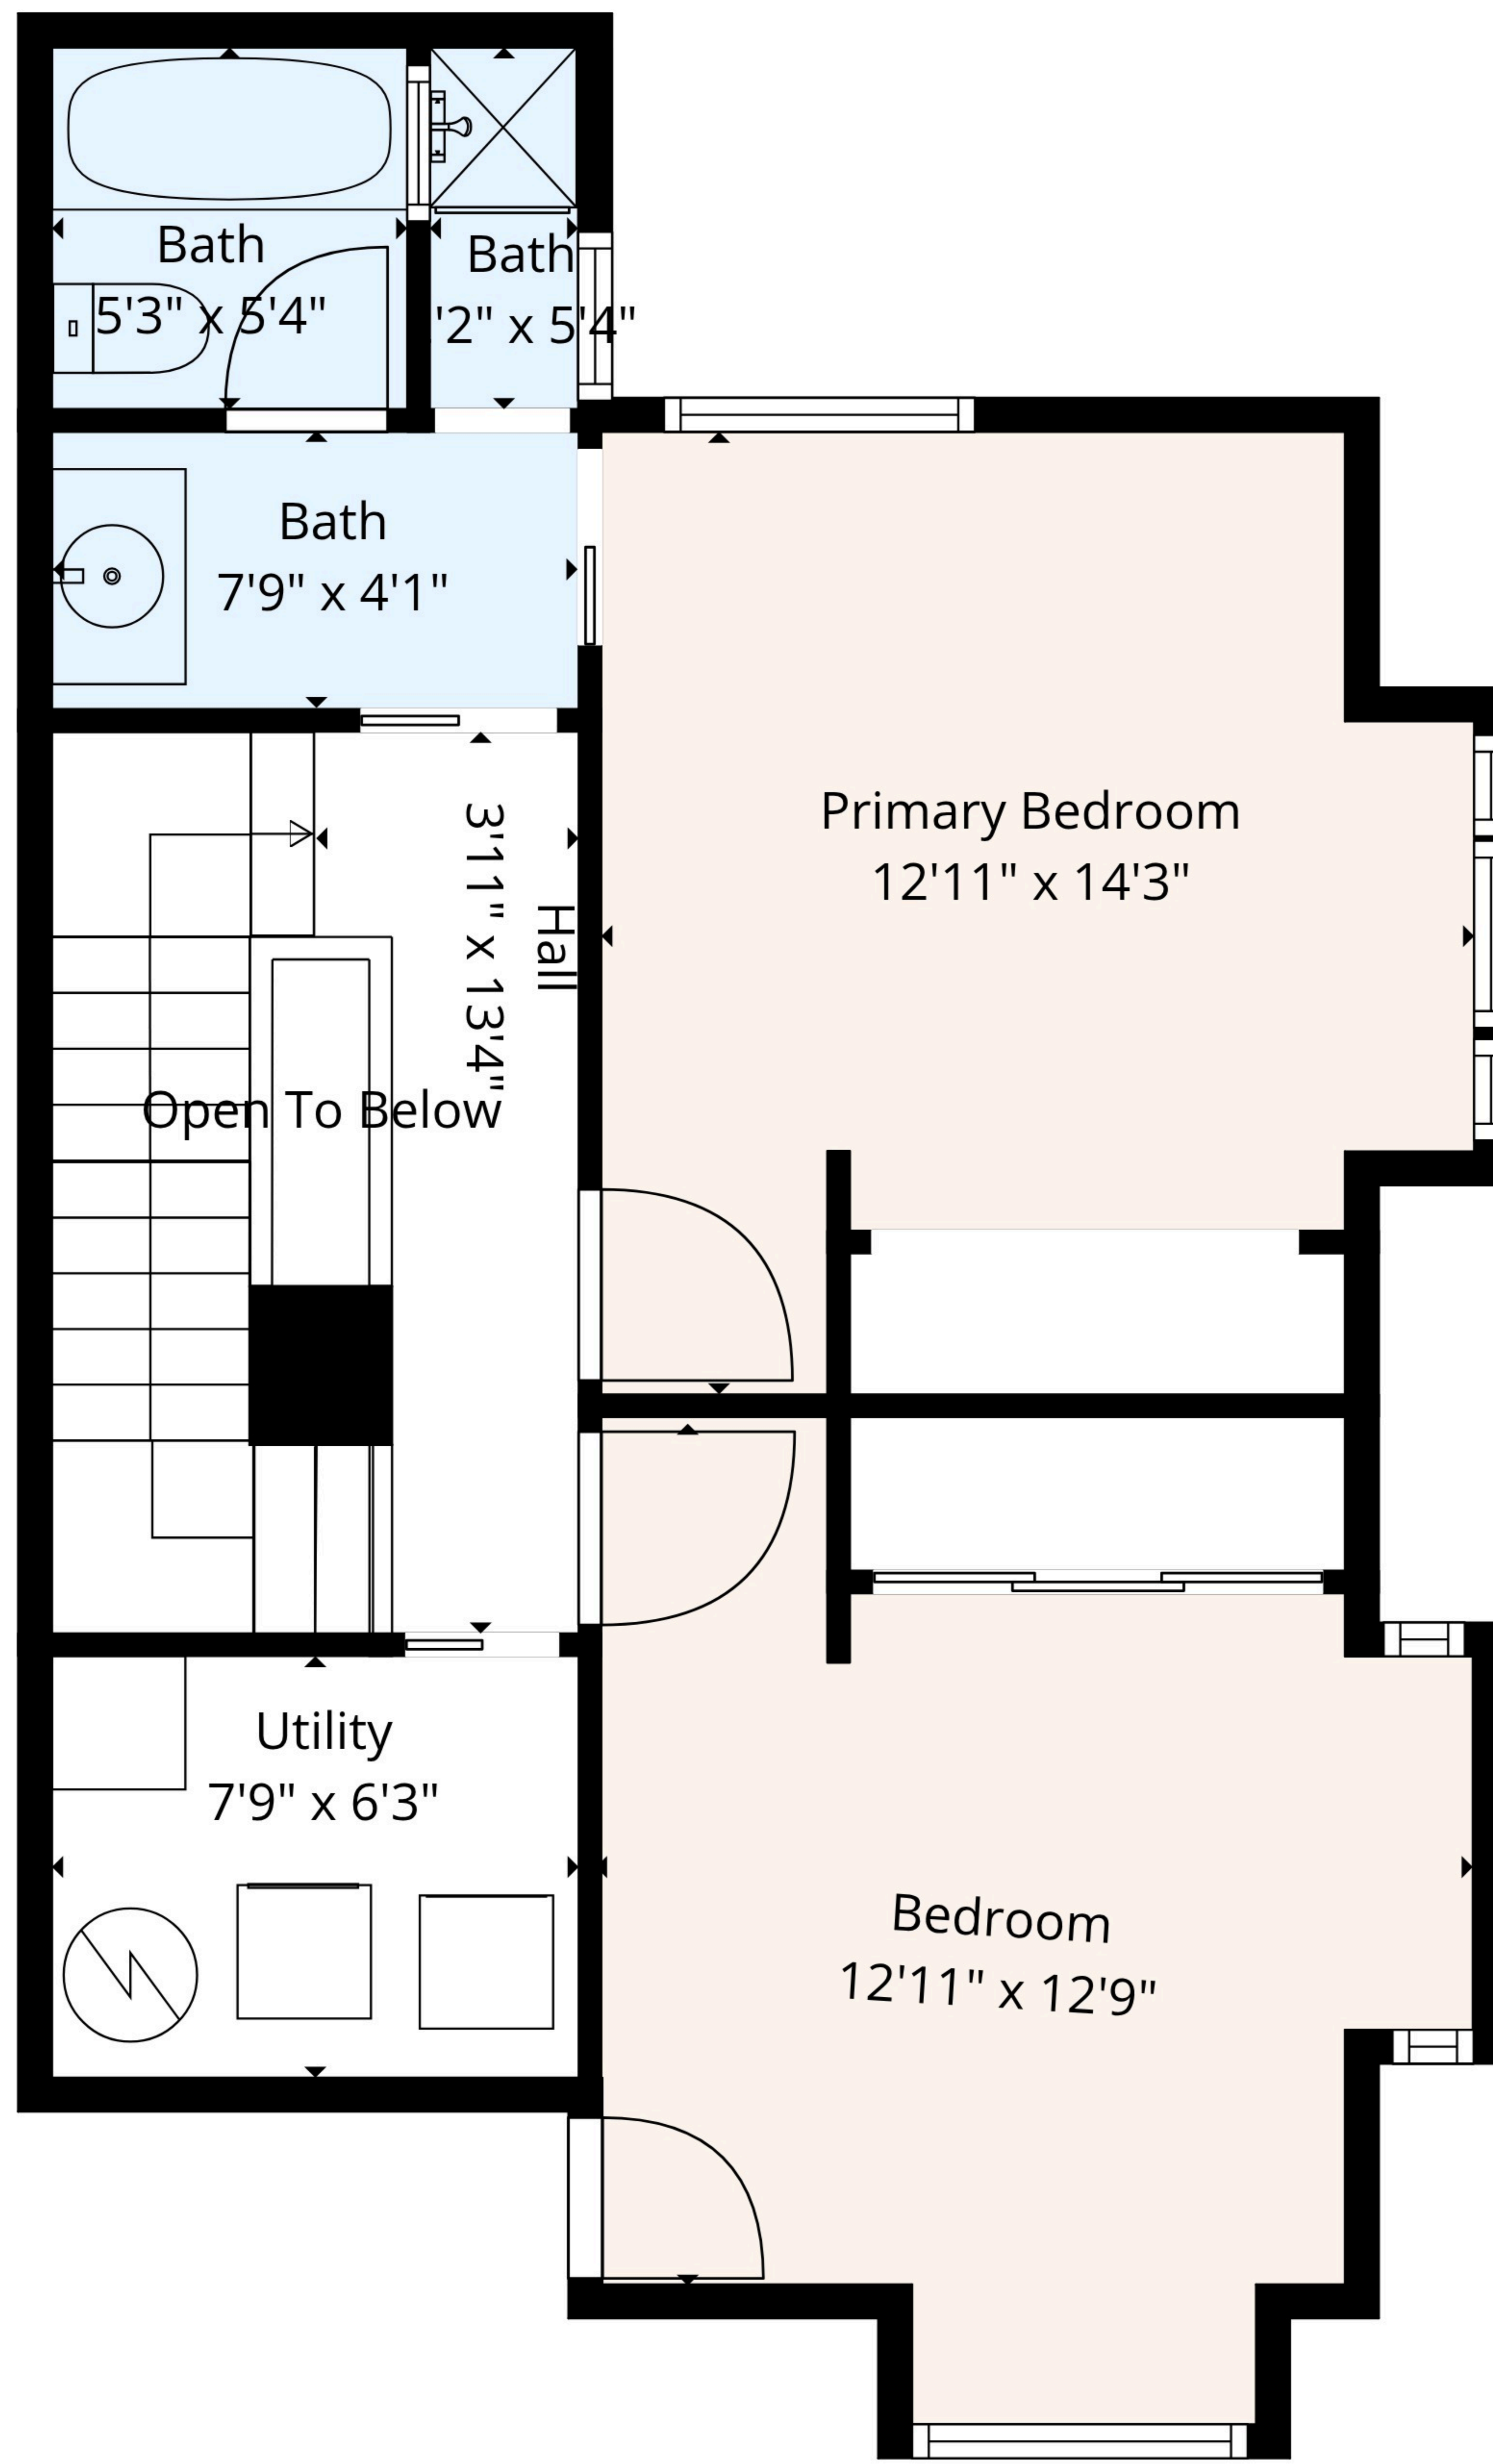 Bath
5'3" x 5'4"
Bath
'2" x 5'4"
Bath
7'9" x 4'1"
Primary Bedroom
12'11" x 14'3"
Hall
3'11" x 13'4"
Open To Below
Utility
7'9" x 6'3"
Bedroom
12'11" x 12'9"